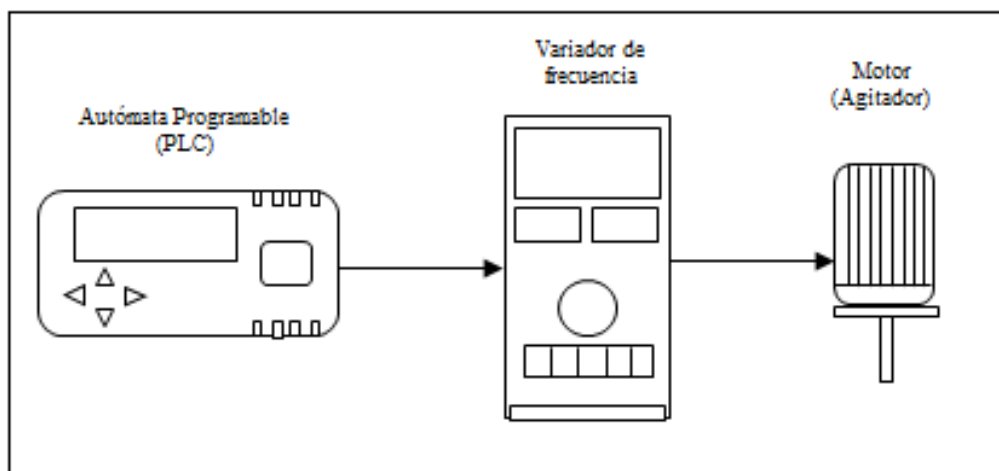 Autómata Programable
(PLC)
Variador de
frecuencia
Motor
(Agitador)